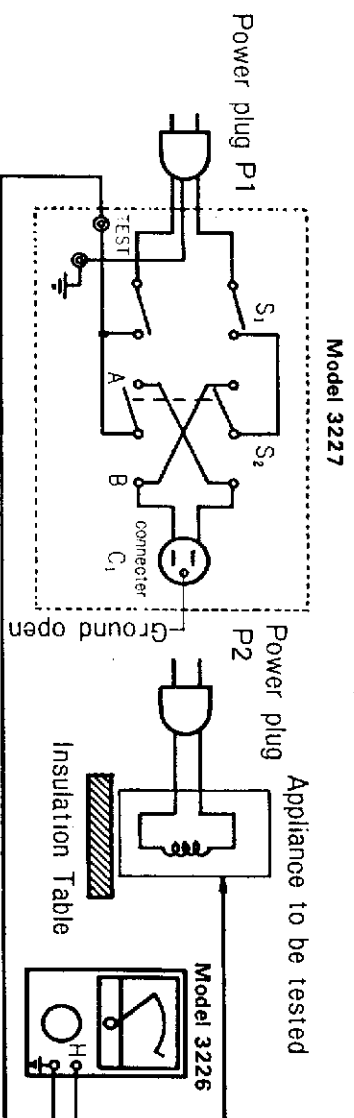 Model 3227
Power plug P1
TEST
S1
S2
A
B
connecter
C1
Ground open
Power plug
P2
Appliance to be tested
Insulation Table
Model 3226
H